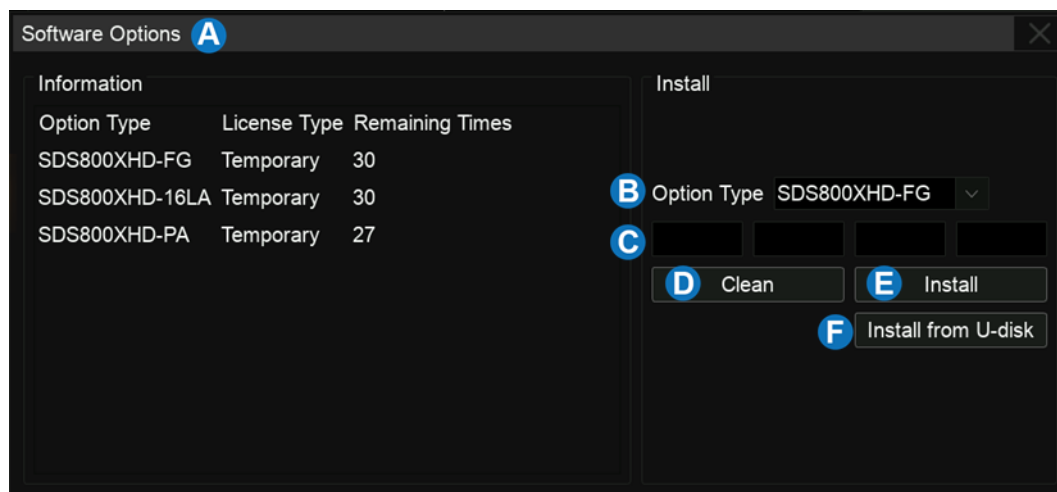 Software Options A
Information
Option Type License Type Remaining Times
SDS800XHD-FG Temporary 30
SDS800XHD-16LA Temporary 30
SDS800XHD-PA Temporary 27
Install
B Option Type SDS800XHD-FG
C
D Clean
E Install
F Install from U-disk